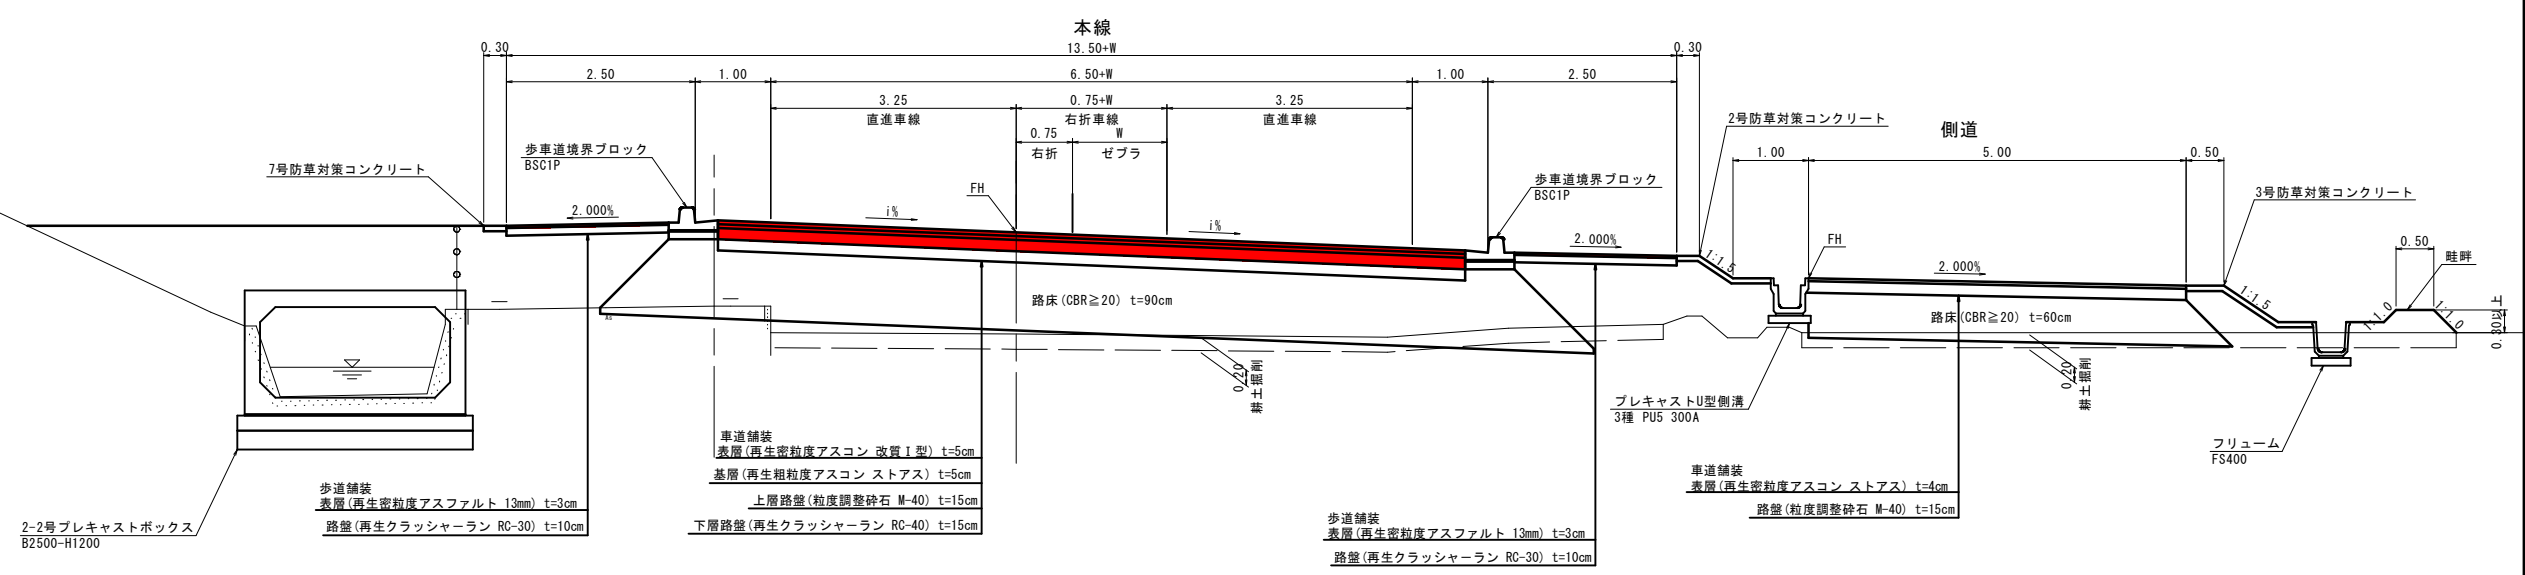 本線
0.30
13.50+W
0.30
2.50
1.00
6.50+W
1.00
2.50
3.25
0.75+W
3.25
直進車線
右折車線
直進車線
0.75
W
右折
ゼブラ
2号防草対策コンクリート
側道
歩車道境界ブロック
BSC1P
1.00
5.00
0.50
7号防草対策コンクリート
FH
歩車道境界ブロック
BSC1P
3号防草対策コンクリート
2.000%
i%
i%
2.000%
FH
0.50
畦畔
1:1.5
2.000%
1:1.5
1:1.0
1:1.0
0.30以上
路床(CBR≧20) t=90cm
路床(CBR≧20) t=60cm
As
0.20
耕土掘削
0.20
耕土掘削
プレキャストU型側溝
3種 PU5 300A
車道舗装
表層(再生密粒度アスコン 改質Ⅰ型) t=5cm
基層(再生粗粒度アスコン ストアス) t=5cm
上層路盤(粒度調整砕石 M-40) t=15cm
下層路盤(再生クラッシャーラン RC-40) t=15cm
フリューム
FS400
車道舗装
表層(再生密粒度アスコン ストアス) t=4cm
路盤(粒度調整砕石 M-40) t=15cm
歩道舗装
表層(再生密粒度アスファルト 13mm) t=3cm
路盤(再生クラッシャーラン RC-30) t=10cm
2-2号プレキャストボックス
B2500-H1200
歩道舗装
表層(再生密粒度アスファルト 13mm) t=3cm
路盤(再生クラッシャーラン RC-30) t=10cm